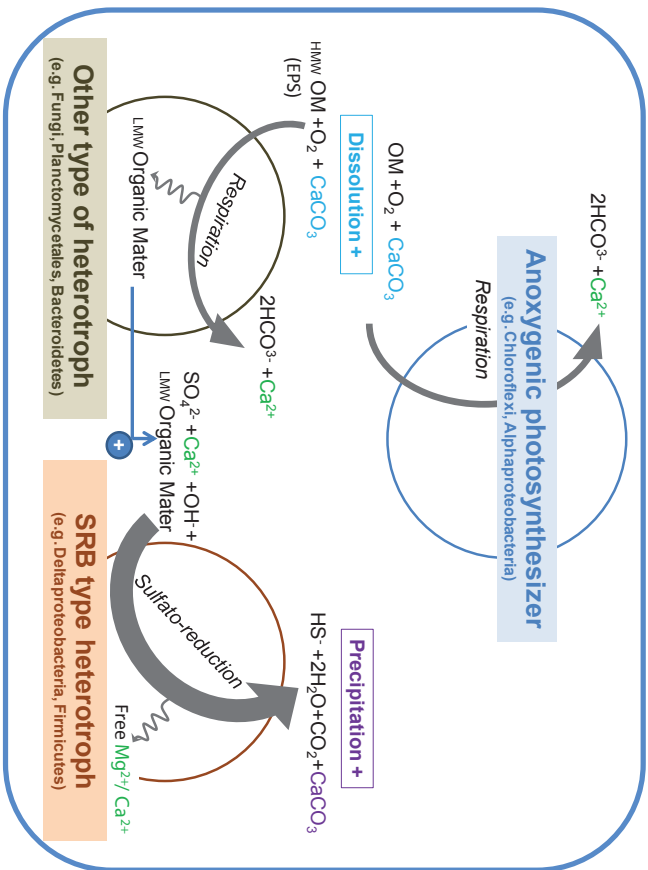 2HCO³⁻ +Ca²⁺
Anoxygenic photosynthesizer
(e.g. Chloroflexi, Alphaproteobacteria)
Respiration
OM +O₂ + CaCO₃
Dissolution +
HMW OM +O₂ + CaCO₃
(EPS)
Respiration
2HCO³⁻ +Ca²⁺
LMW Organic Mater
Other type of heterotroph
(e.g. Fungi, Planctomycetales, Bacteroidetes)
+
Precipitation +
HS⁻ +2H₂O+CO₂+CaCO₃
SO₄²⁻ +Ca²⁺ +OH⁻ +
LMW Organic Mater
Sulfato-reduction
Free Mg²⁺/ Ca²⁺
SRB type heterotroph
(e.g. Deltaproteobacteria, Firmicutes)